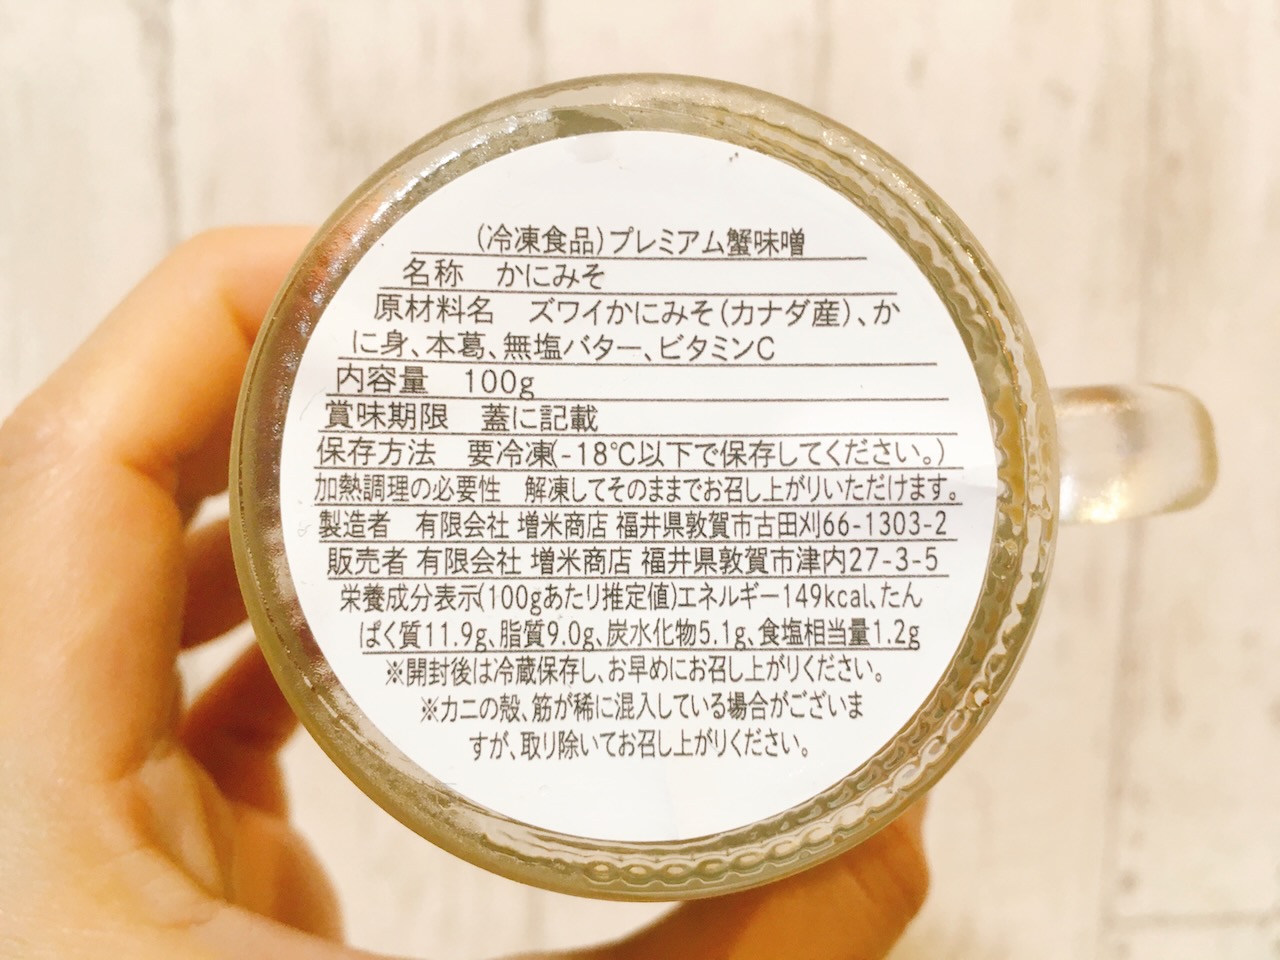 (冷凍食品)プレミアム蟹味噌
名称　かにみそ
原材料名　ズワイかにみそ(カナダ産)、か
に身、本葛、無塩バター、ビタミンC
内容量　100g
賞味期限　蓋に記載
保存方法　要冷凍(-18℃以下で保存してください。)
加熱調理の必要性　解凍してそのままでお召し上がりいただけます。
製造者　有限会社 増米商店 福井県敦賀市古田刈66-1303-2
販売者 有限会社 増米商店 福井県敦賀市津内27-3-5
栄養成分表示(100gあたり推定値)エネルギー149kcal、たん
ぱく質11.9g、脂質9.0g、炭水化物5.1g、食塩相当量1.2g
※開封後は冷蔵保存し、お早めにお召し上がりください。
※カニの殻、筋が稀に混入している場合がございま
すが、取り除いてお召し上がりください。